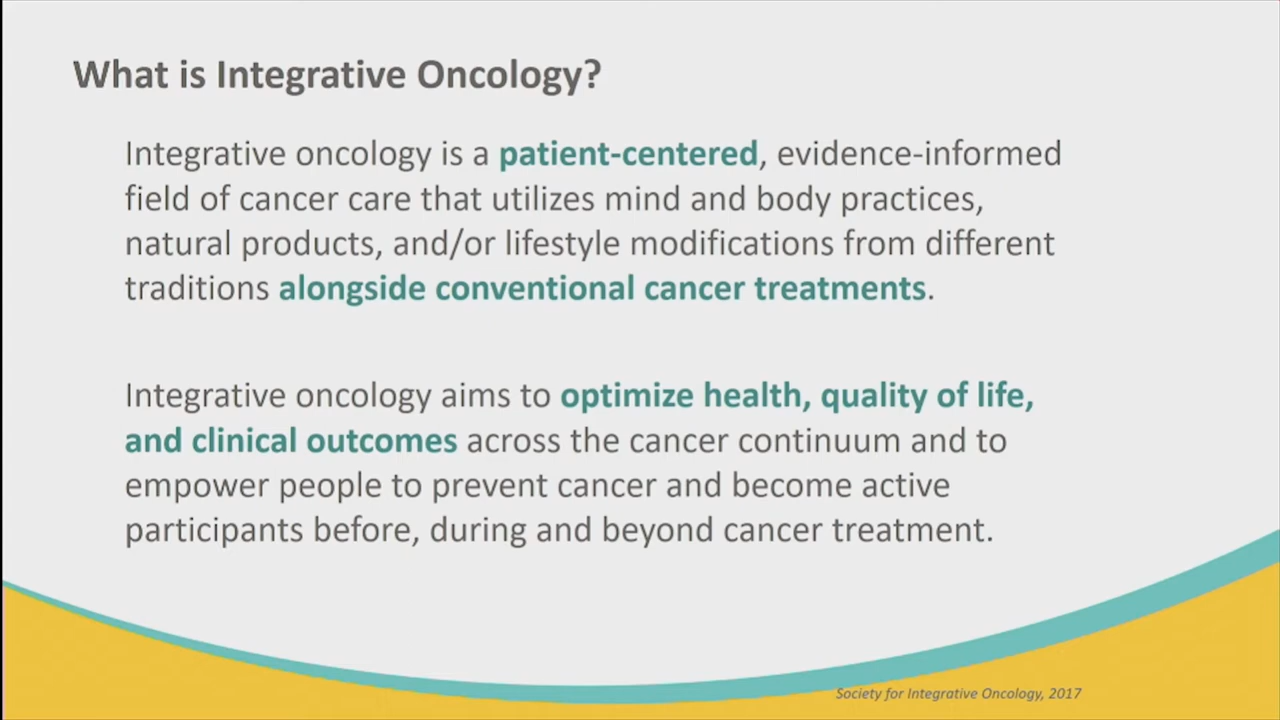 What is Integrative Oncology?
Integrative oncology is a patient-centered, evidence-informed
field of cancer care that utilizes mind and body practices,
natural products, and/or lifestyle modifications from different
traditions alongside conventional cancer treatments.
Integrative oncology aims to optimize health, quality of life,
and clinical outcomes across the cancer continuum and to
empower people to prevent cancer and become active
participants before, during and beyond cancer treatment.
Society for Integrative Oncology, 2017